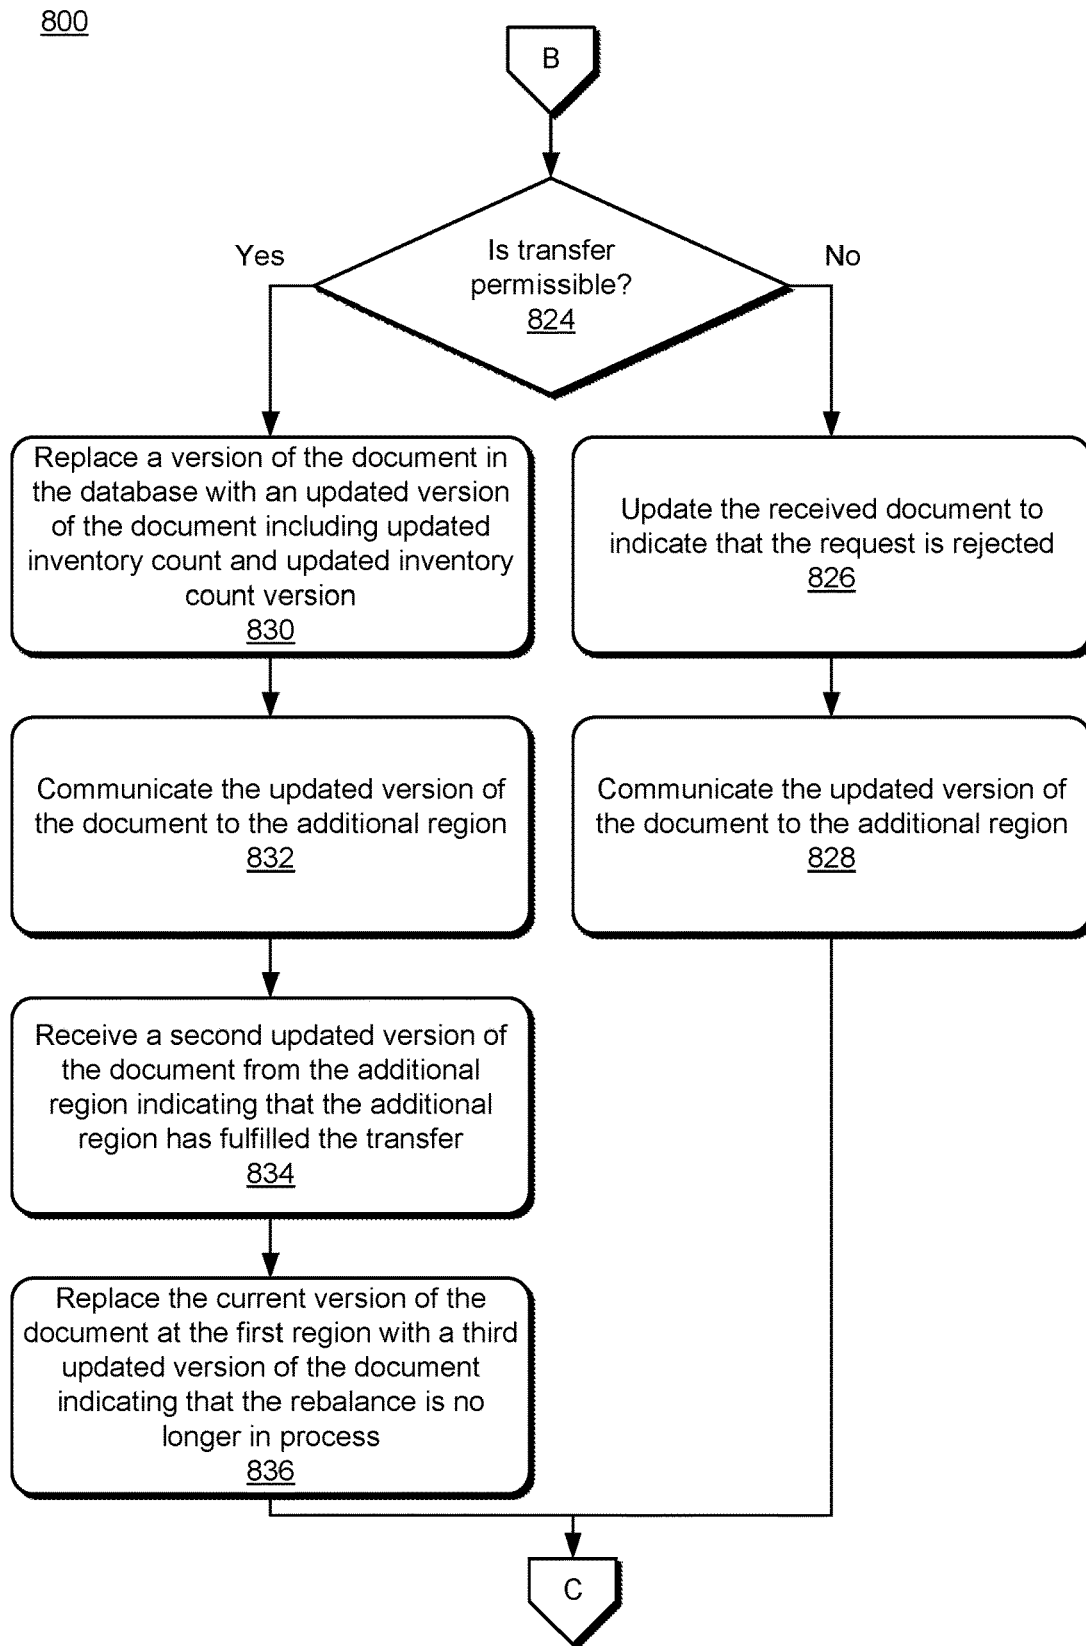 800
B
Is transfer
permissible?
824
Yes
No
Replace a version of the document in
the database with an updated version
of the document including updated
inventory count and updated inventory
count version
830
Update the received document to
indicate that the request is rejected
826
Communicate the updated version of
the document to the additional region
832
Communicate the updated version of
the document to the additional region
828
Receive a second updated version of
the document from the additional
region indicating that the additional
region has fulfilled the transfer
834
Replace the current version of the
document at the first region with a third
updated version of the document
indicating that the rebalance is no
longer in process
836
C